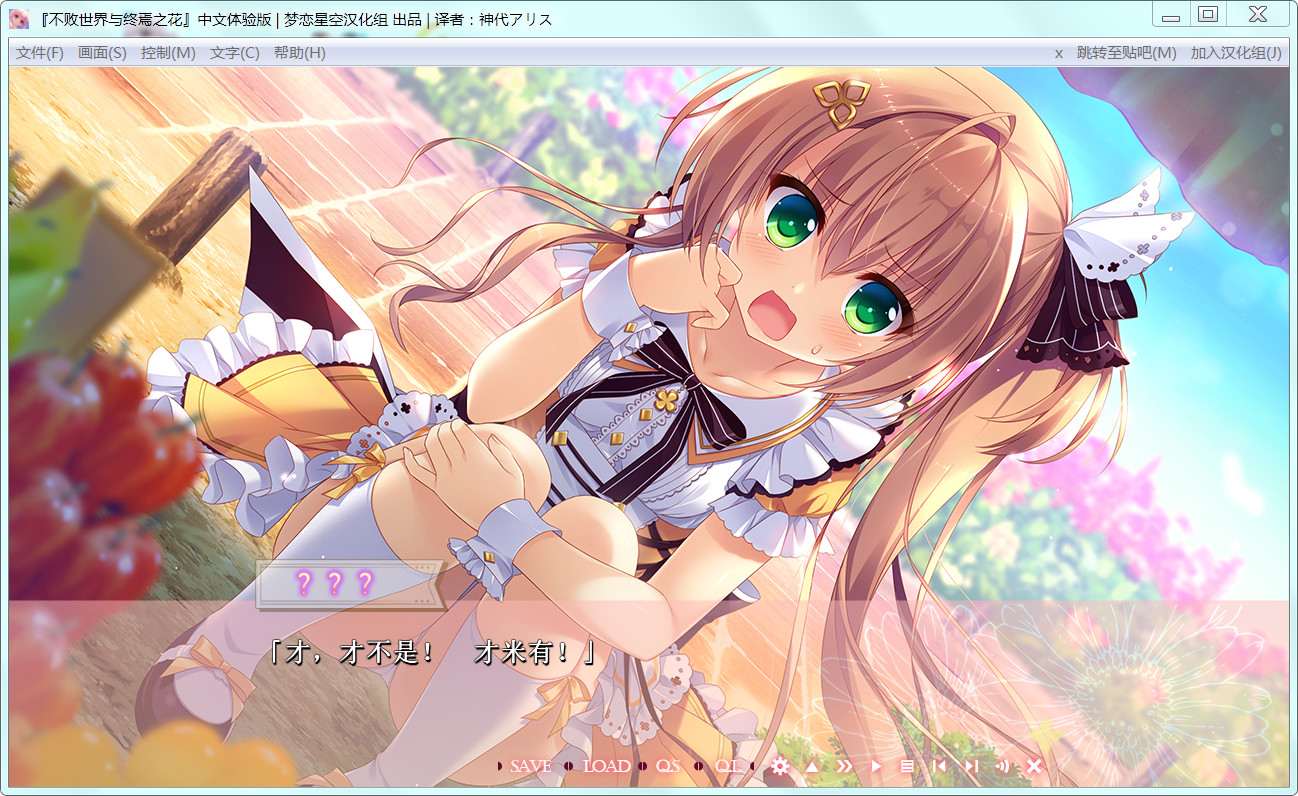 『不败世界与终焉之花』中文体验版 | 梦恋星空汉化组 出品 | 译者：神代アリス
文件(F) 画面(S) 控制(M) 文字(C) 帮助(H) x 跳转至贴吧(M) 加入汉化组(J)
？？？
「才，才不是！　才米有！」
SAVE LOAD QS QL